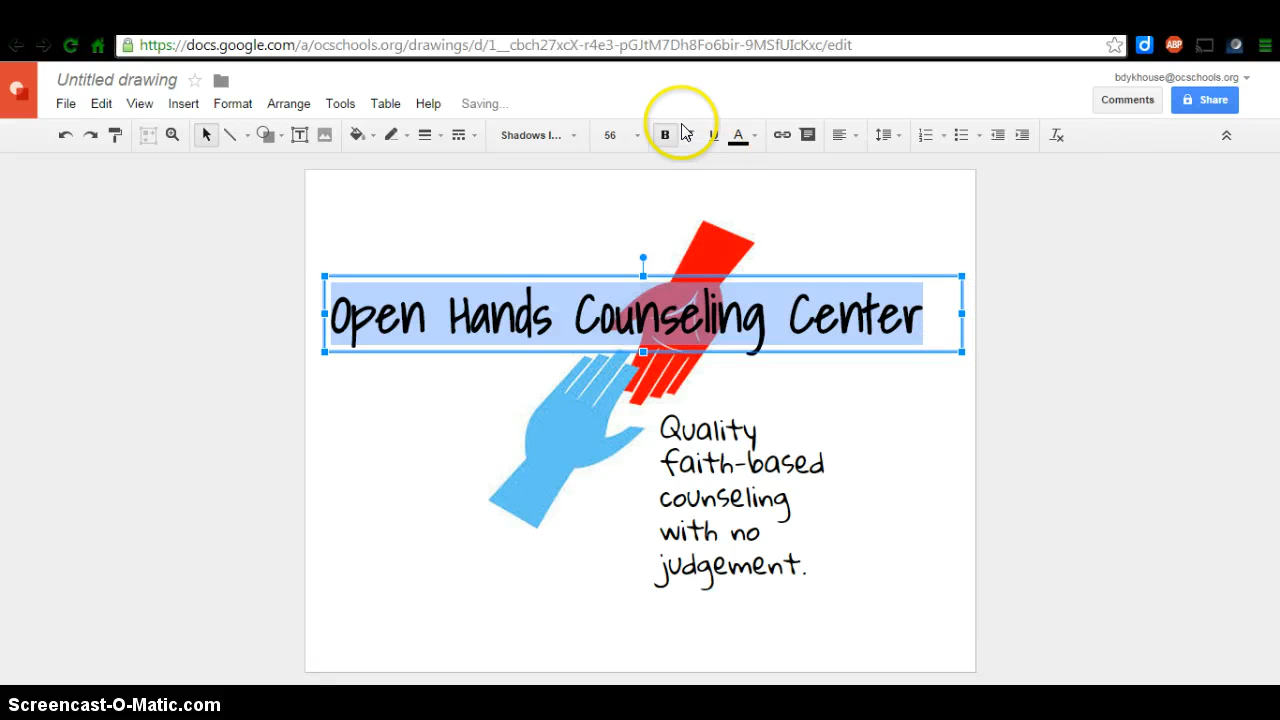 https://docs.google.com/a/ocschools.org/drawings/d/1__cbch27xcX-r4e3-pGJtM7Dh8Fo6bir-9MSfUIcKxc/edit
Untitled drawing
bdykhouse@ocschools.org
File Edit View Insert Format Arrange Tools Table Help Saving...
Comments Share
Shadows I... 56 B U A
Open Hands Counseling Center
Quality
faith-based
counseling
with no
judgement.
Screencast-O-Matic.com